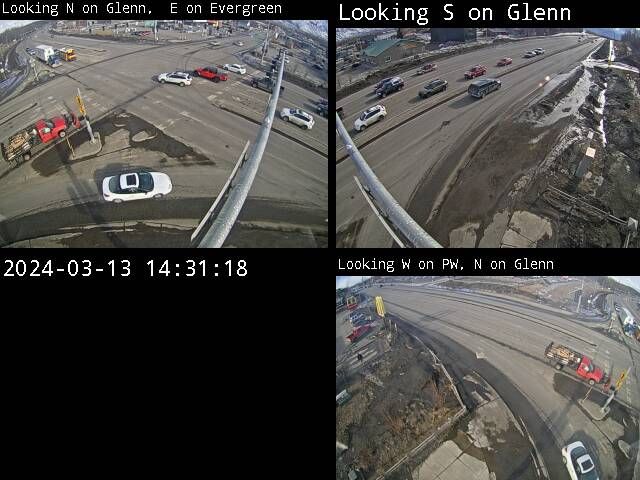 Looking N on Glenn,  E on Evergreen
Looking S on Glenn
2024-03-13 14:31:18
Looking W on PW, N on Glenn